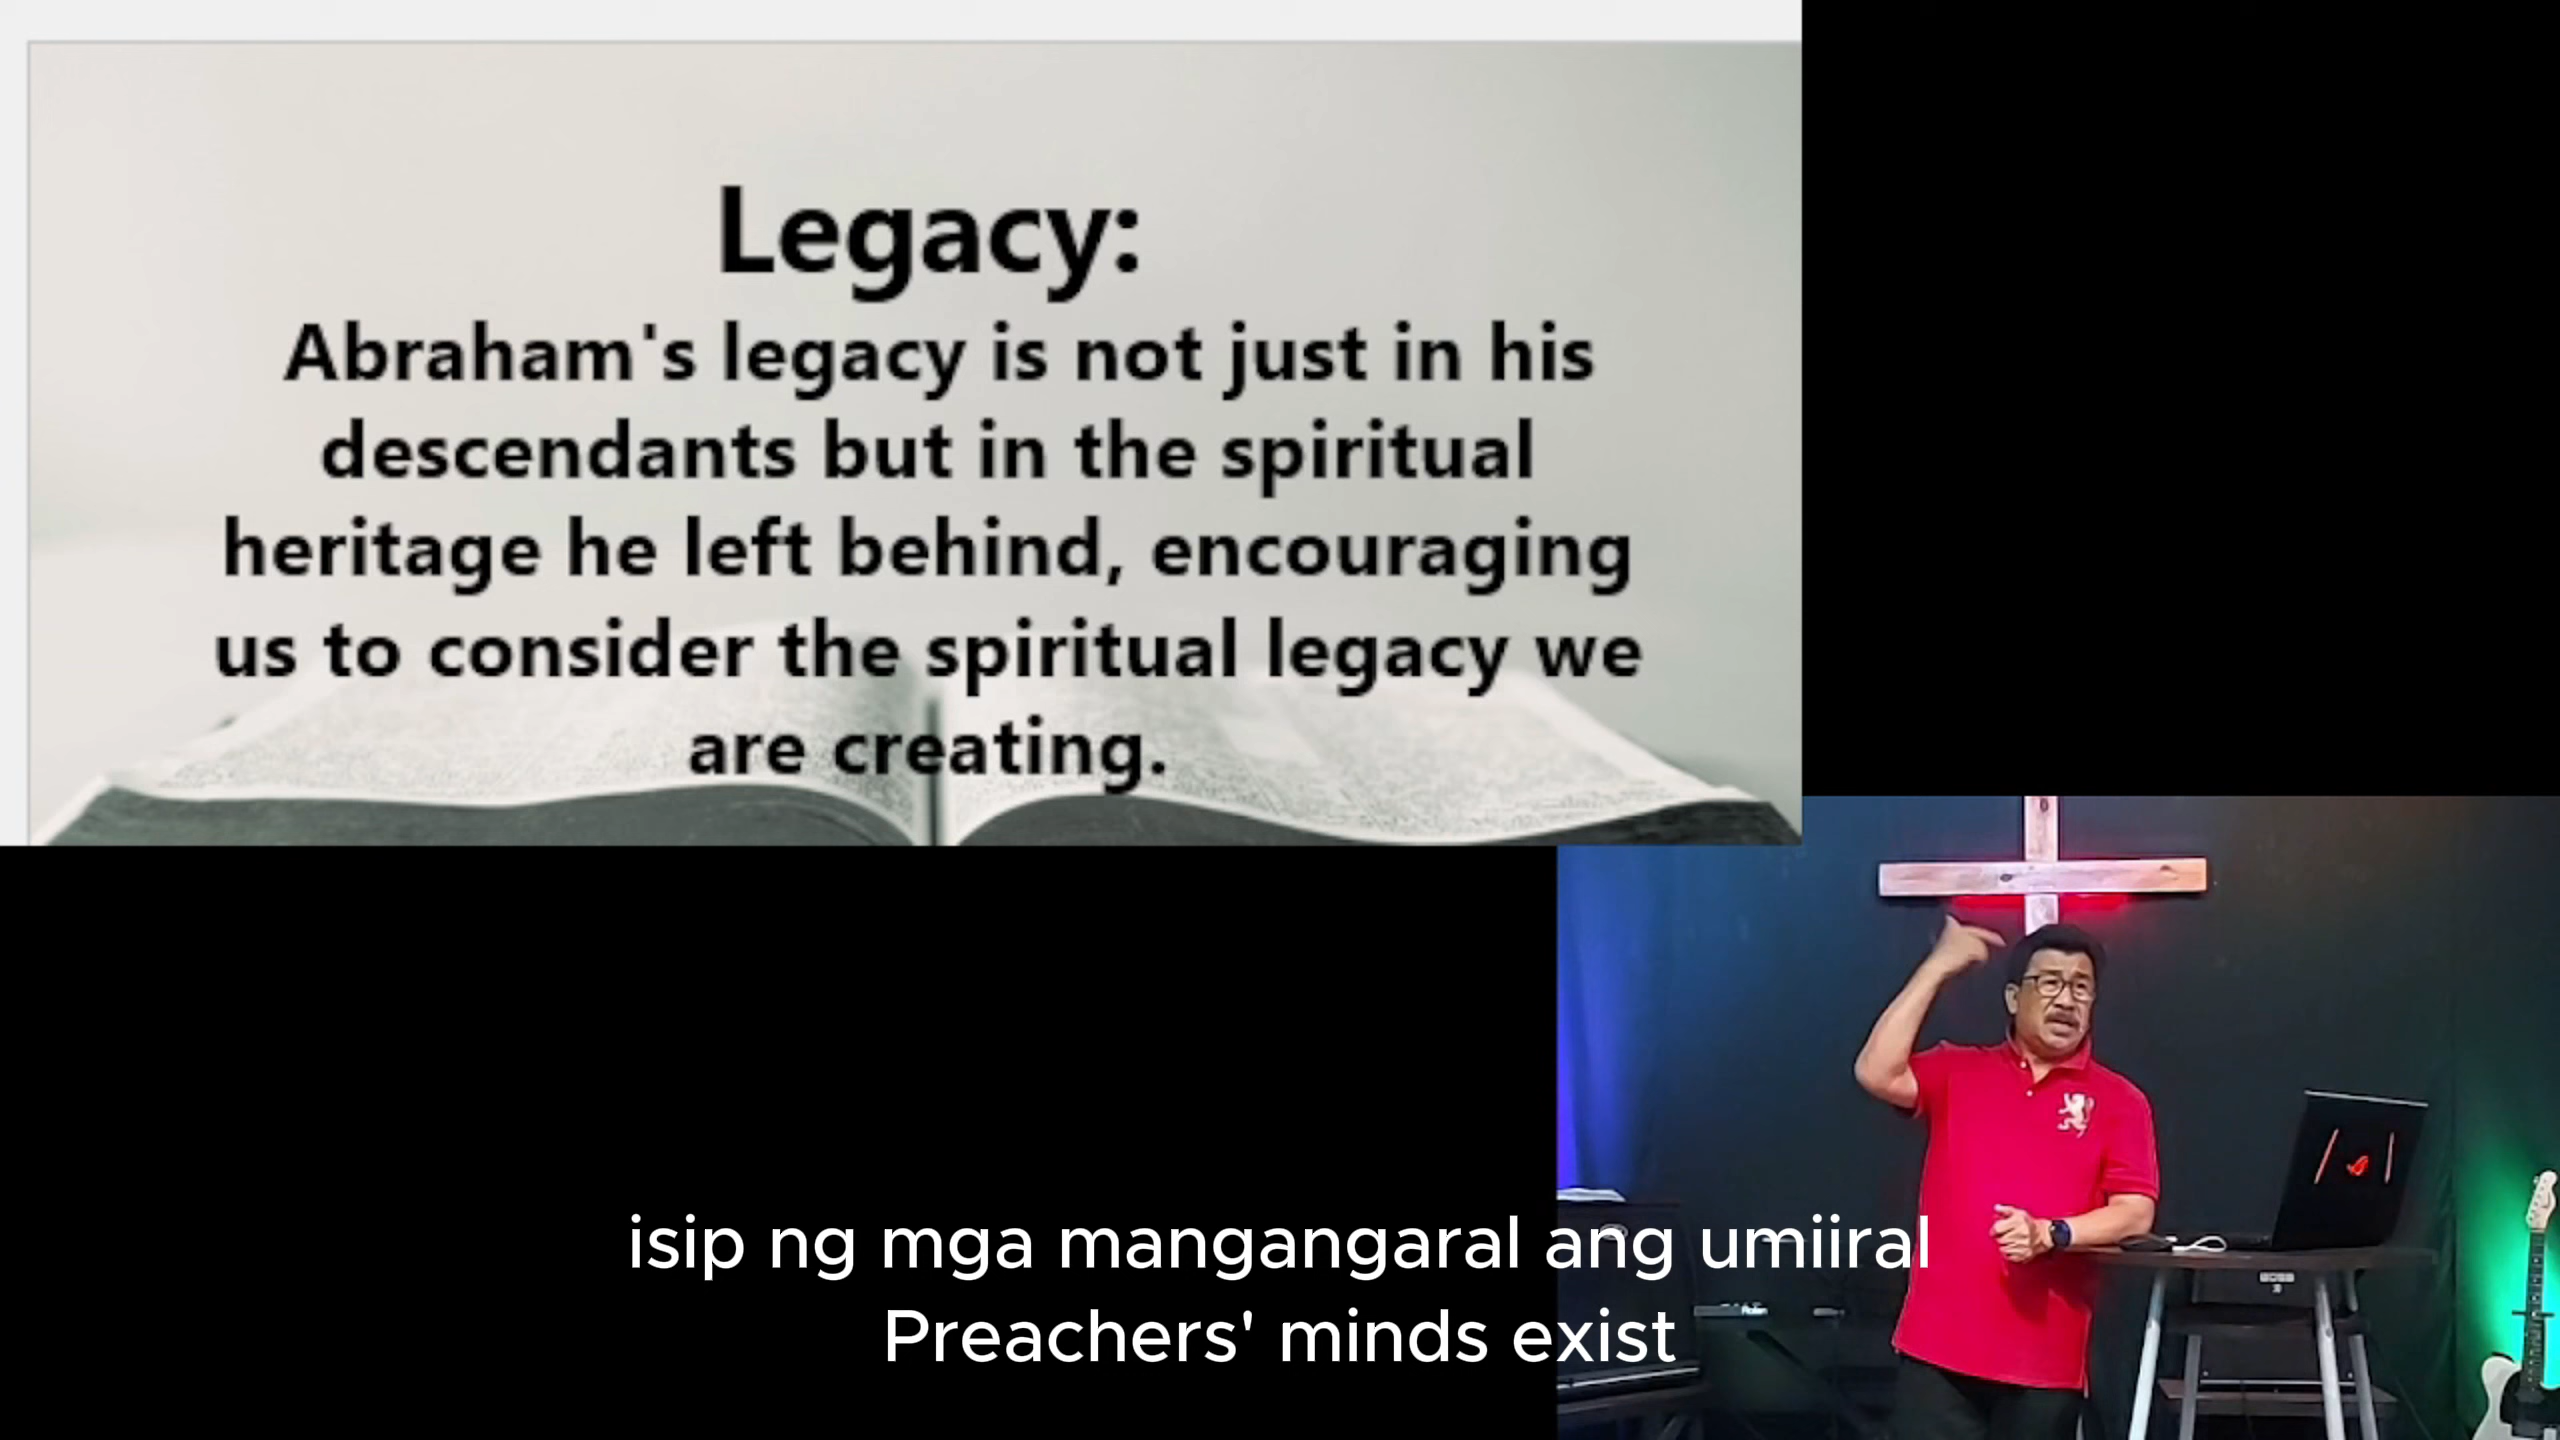 Legacy:
Abraham's legacy is not just in his
descendants but in the spiritual
heritage he left behind, encouraging
us to consider the spiritual legacy we
are creating.
isip ng mga mangangaral ang umiiral
Preachers' minds exist